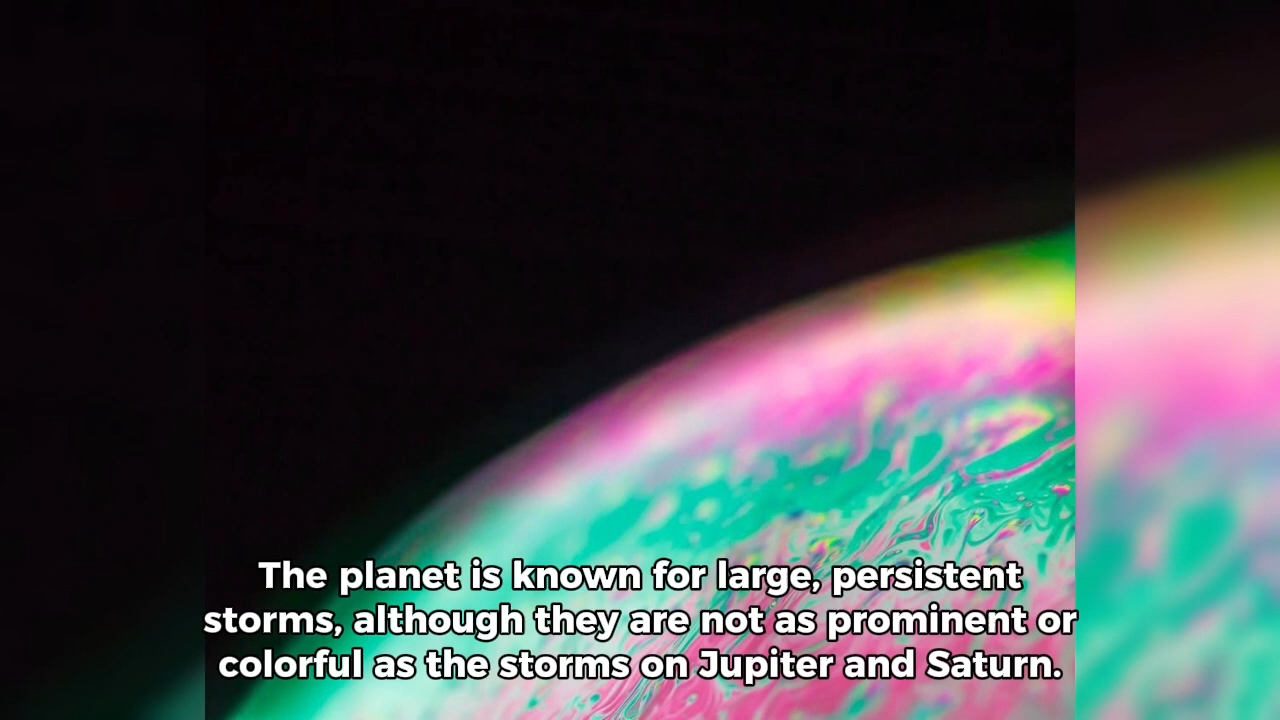 The planet is known for large, persistent
storms, although they are not as prominent or
colorful as the storms on Jupiter and Saturn.